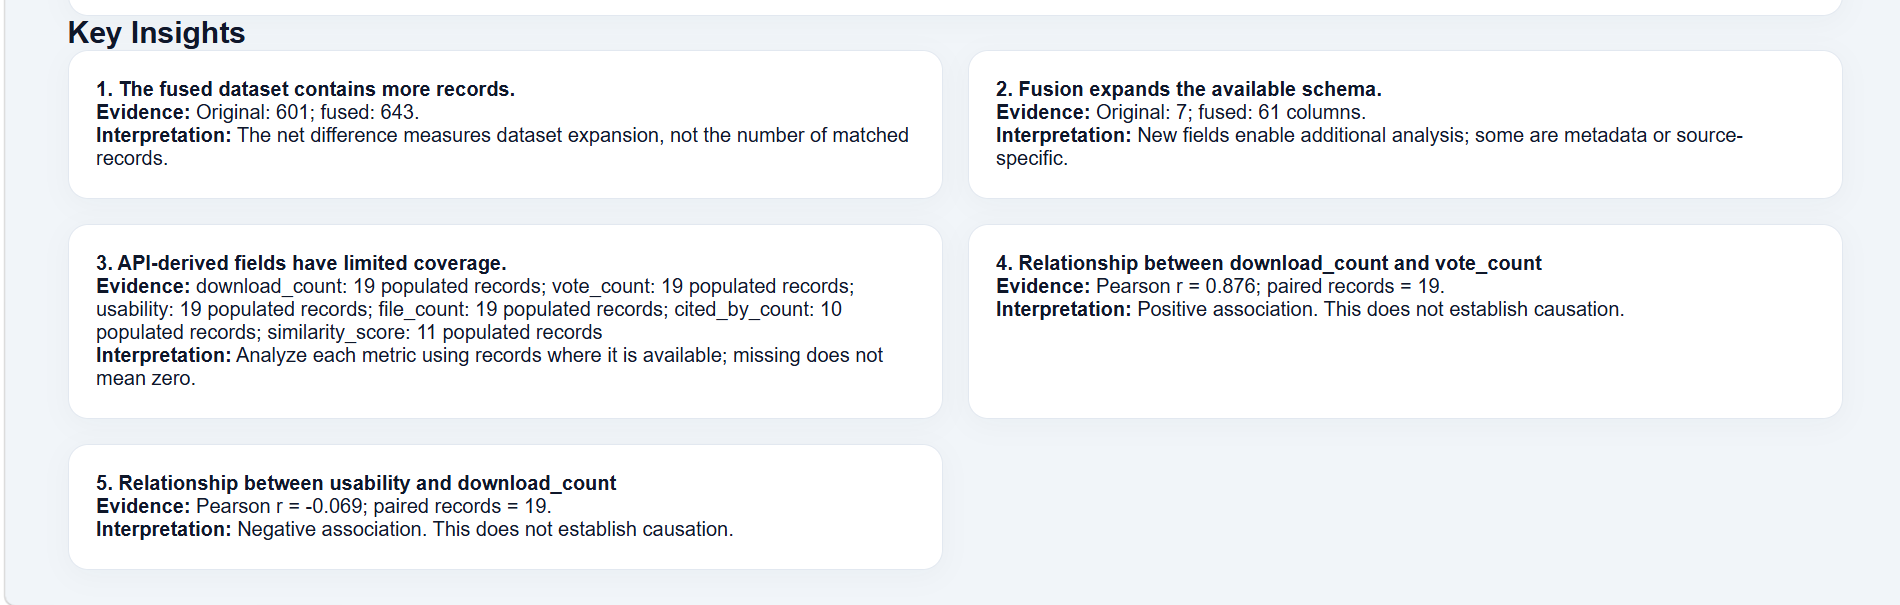 Key Insights
1. The fused dataset contains more records.
Evidence: Original: 601; fused: 643.
Interpretation: The net difference measures dataset expansion, not the number of matched
records.
2. Fusion expands the available schema.
Evidence: Original: 7; fused: 61 columns.
Interpretation: New fields enable additional analysis; some are metadata or source-
specific.
3. API-derived fields have limited coverage.
Evidence: download_count: 19 populated records; vote_count: 19 populated records;
usability: 19 populated records; file_count: 19 populated records; cited_by_count: 10
populated records; similarity_score: 11 populated records
Interpretation: Analyze each metric using records where it is available; missing does not
mean zero.
4. Relationship between download_count and vote_count
Evidence: Pearson r = 0.876; paired records = 19.
Interpretation: Positive association. This does not establish causation.
5. Relationship between usability and download_count
Evidence: Pearson r = -0.069; paired records = 19.
Interpretation: Negative association. This does not establish causation.